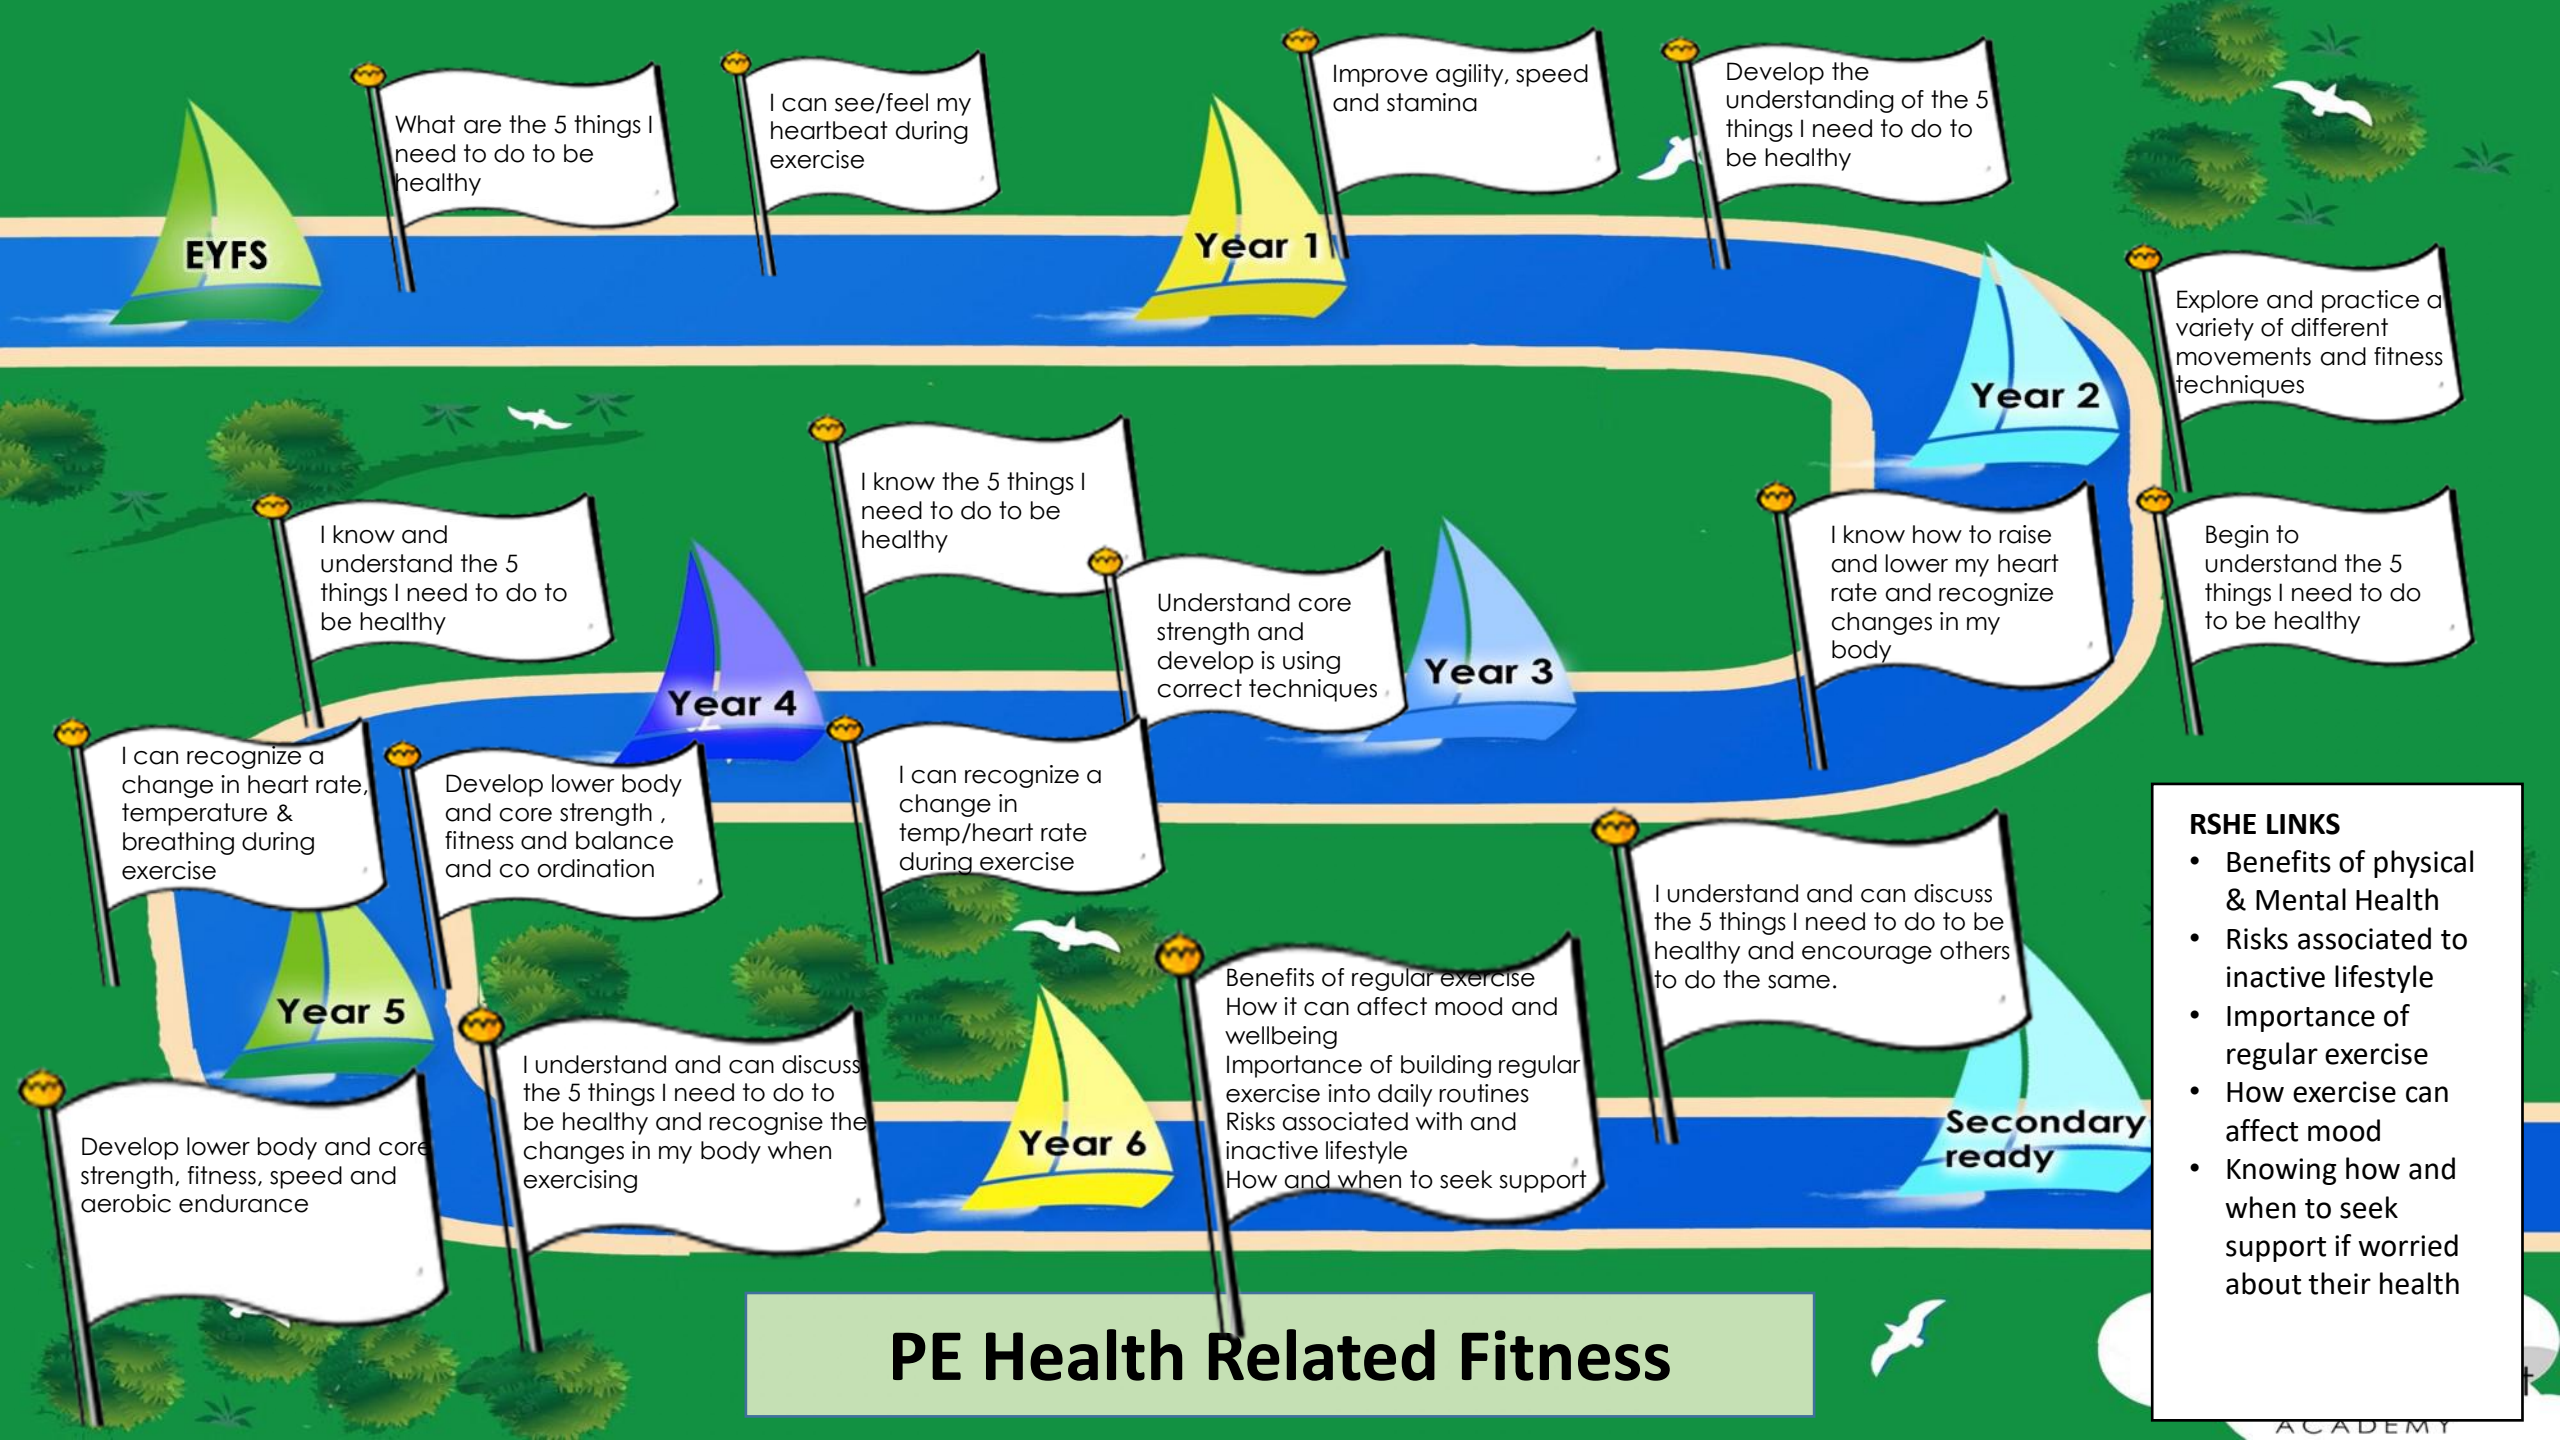 EYFS
What are the 5 things I
need to do to be
healthy
I can see/feel my
heartbeat during
exercise
Year 1
Improve agility, speed
and stamina
Develop the
understanding of the 5
things I need to do to
be healthy
Year 2
Explore and practice a
variety of different
movements and fitness
techniques
Begin to
understand the 5
things I need to do
to be healthy
I know how to raise
and lower my heart
rate and recognize
changes in my
body
Year 3
Understand core
strength and
develop is using
correct techniques
I know the 5 things I
need to do to be
healthy
I can recognize a
change in
temp/heart rate
during exercise
Year 4
I know and
understand the 5
things I need to do to
be healthy
Develop lower body
and core strength ,
fitness and balance
and co ordination
I can recognize a
change in heart rate,
temperature &
breathing during
exercise
Year 5
Develop lower body and core
strength, fitness, speed and
aerobic endurance
I understand and can discuss
the 5 things I need to do to
be healthy and recognise the
changes in my body when
exercising
Year 6
Benefits of regular exercise
How it can affect mood and
wellbeing
Importance of building regular
exercise into daily routines
Risks associated with and
inactive lifestyle
How and when to seek support
I understand and can discuss
the 5 things I need to do to be
healthy and encourage others
to do the same.
Secondary
ready
RSHE LINKS
• Benefits of physical
& Mental Health
• Risks associated to
inactive lifestyle
• Importance of
regular exercise
• How exercise can
affect mood
• Knowing how and
when to seek
support if worried
about their health
PE Health Related Fitness
ACADEMY